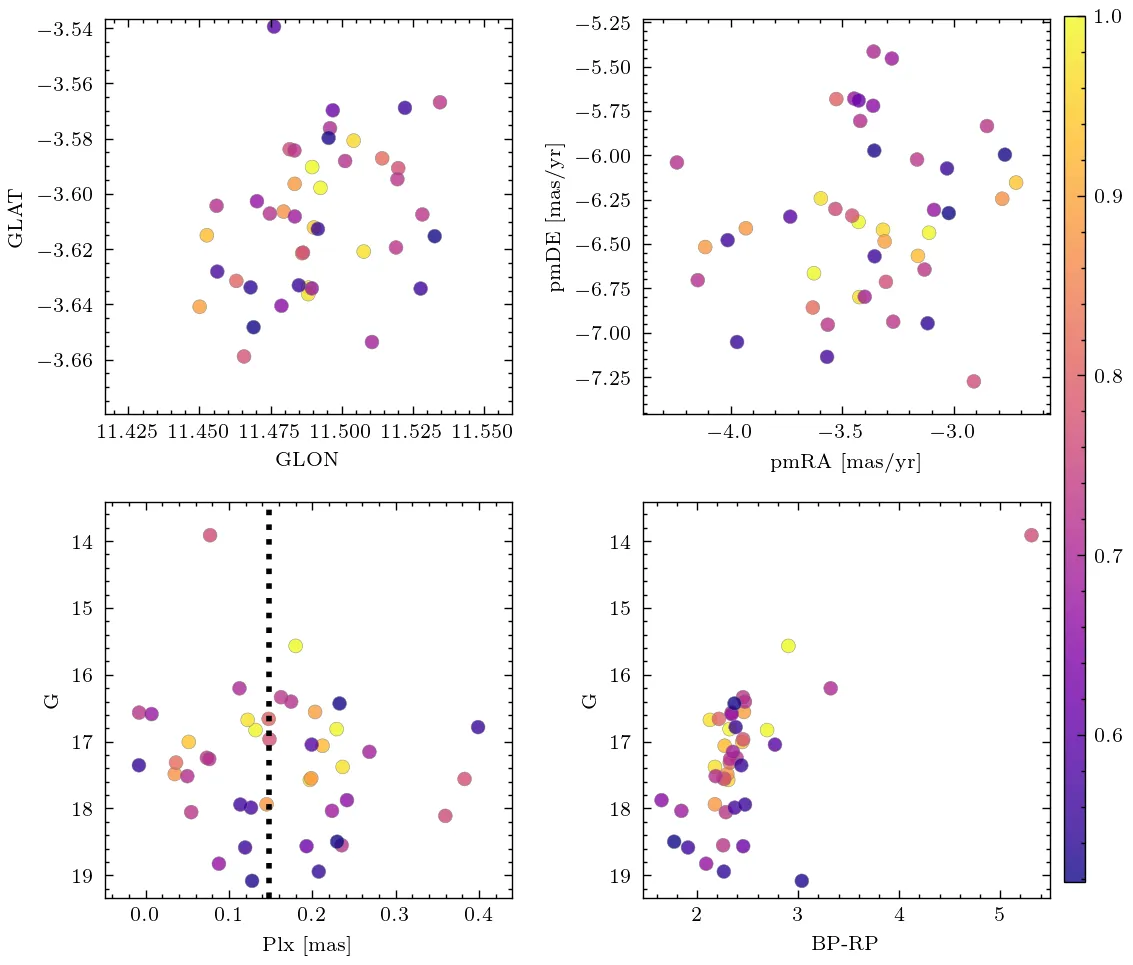 −3.54
−3.56
−3.58
−3.60
−3.62
−3.64
−3.66
GLAT
11.425 11.450 11.475 11.500 11.525 11.550
GLON
−5.25
−5.50
−5.75
−6.00
−6.25
−6.50
−6.75
−7.00
−7.25
pmDE [mas/yr]
−4.0 −3.5 −3.0
pmRA [mas/yr]
14
15
16
17
18
19
G
0.0 0.1 0.2 0.3 0.4
Plx [mas]
14
15
16
17
18
19
G
2 3 4 5
BP-RP
1.0
0.9
0.8
0.7
0.6